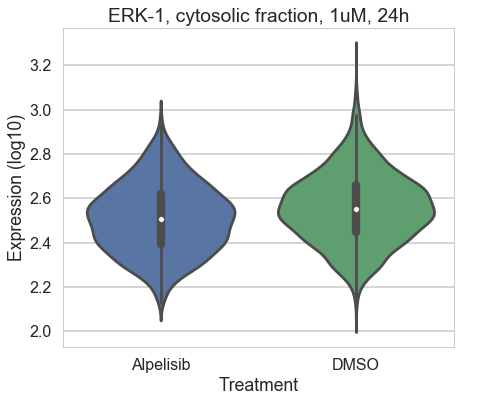 ERK-1, cytosolic fraction, 1uM, 24h
Expression (log10)
3.2
3.0
2.8
2.6
2.4
2.2
2.0
Alpelisib DMSO
Treatment